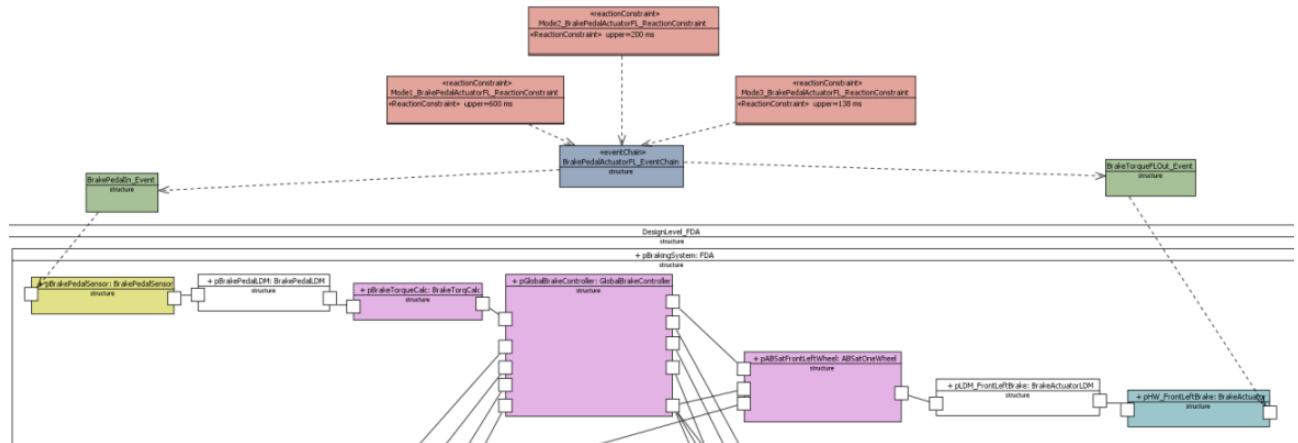 «reactionConstraint»
Mode2_BrakePedalActuatorFL_ReactionConstraint
«ReactionConstraint» upper=200 ms
«reactionConstraint»
Mode1_BrakePedalActuatorFL_ReactionConstraint
«ReactionConstraint» upper=600 ms
«reactionConstraint»
Mode3_BrakePedalActuatorFL_ReactionConstraint
«ReactionConstraint» upper=138 ms
«eventChain»
BrakePedalActuatorFL_EventChain
structure
BrakePedalIn_Event
structure
BrakeTorqueFLOut_Event
structure
DesignLevel_FDA
structure
+ pBrakingSystem: FDA
structure
+ pBrakePedalSensor: BrakePedalSensor
structure
+ pBrakePedalLDM: BrakePedalLDM
structure
+ pBrakeTorqueCalc: BrakeTorqCalc
structure
+ pGlobalBrakeController: GlobalBrakeController
structure
+ pABSatFrontLeftWheel: ABSatOneWheel
structure
+ pLDM_FrontLeftBrake: BrakeActuatorLDM
structure
+ pHW_FrontLeftBrake: BrakeActuator
structure